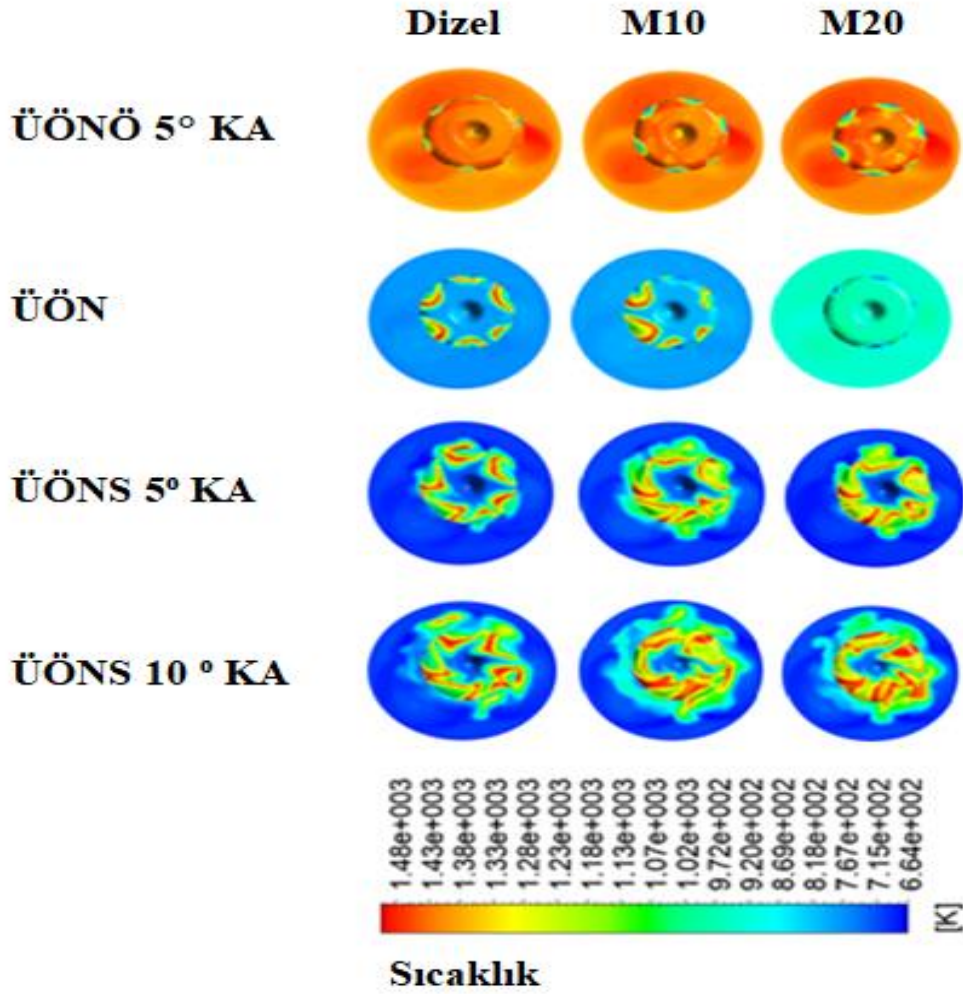 Dizel M10 M20
ÜÖNÖ 5° KA
ÜÖN
ÜÖNS 5⁰ KA
ÜÖNS 10 ⁰ KA
1.48e+003
1.43e+003
1.38e+003
1.33e+003
1.28e+003
1.23e+003
1.18e+003
1.13e+003
1.07e+003
1.02e+003
9.72e+002
9.20e+002
8.69e+002
8.18e+002
7.67e+002
7.15e+002
6.64e+002
[K]
Sıcaklık